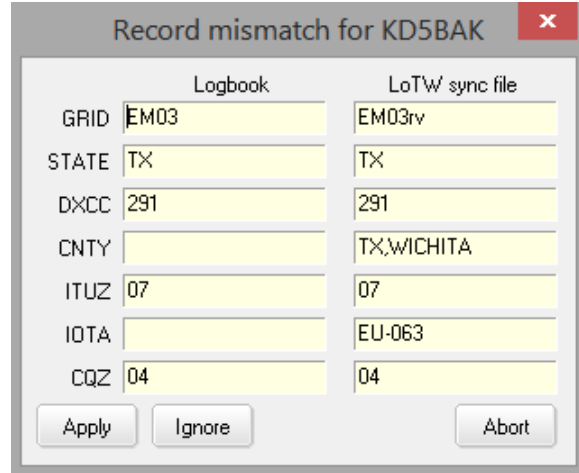 Record mismatch for KD5BAK x
Logbook LoTW sync file
GRID EM03 EM03rv
STATE TX TX
DXCC 291 291
CNTY TX,WICHITA
ITUZ 07 07
IOTA EU-063
CQZ 04 04
Apply Ignore Abort